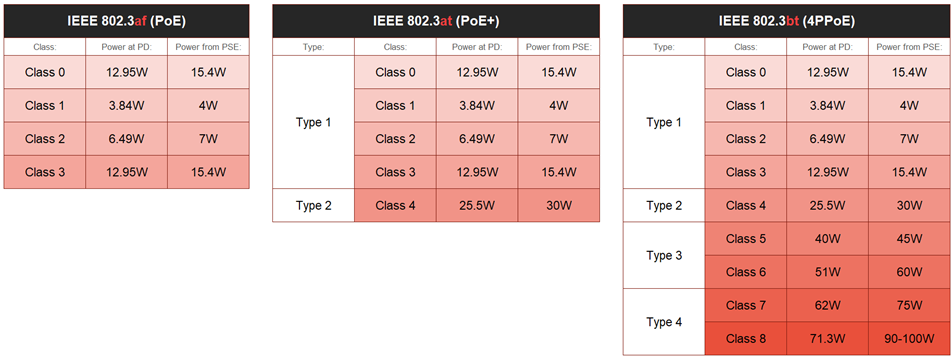 IEEE 802.3af (PoE)
Class: Power at PD: Power from PSE:
Class 0 12.95W 15.4W
Class 1 3.84W 4W
Class 2 6.49W 7W
Class 3 12.95W 15.4W
IEEE 802.3at (PoE+)
Type: Class: Power at PD: Power from PSE:
Type 1
Class 0 12.95W 15.4W
Class 1 3.84W 4W
Class 2 6.49W 7W
Class 3 12.95W 15.4W
Type 2 Class 4 25.5W 30W
IEEE 802.3bt (4PPoE)
Type: Class: Power at PD: Power from PSE:
Type 1
Class 0 12.95W 15.4W
Class 1 3.84W 4W
Class 2 6.49W 7W
Class 3 12.95W 15.4W
Type 2 Class 4 25.5W 30W
Type 3
Class 5 40W 45W
Class 6 51W 60W
Type 4
Class 7 62W 75W
Class 8 71.3W 90-100W